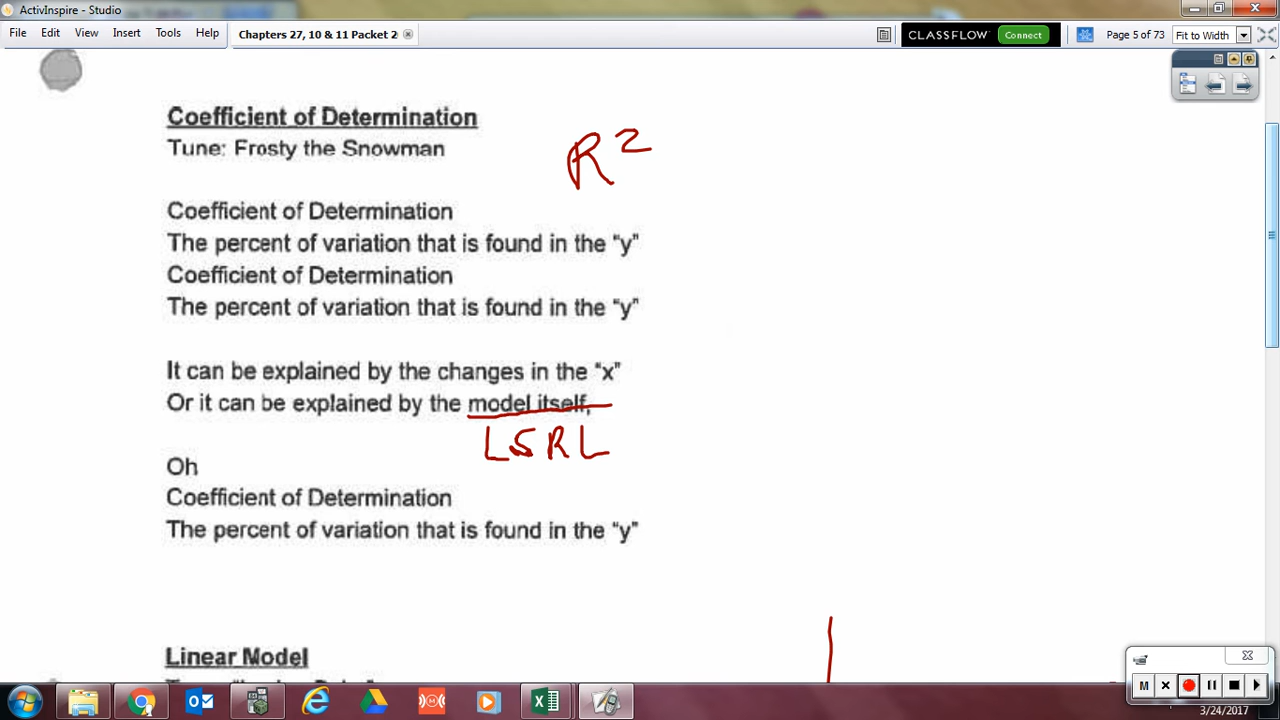 ActivInspire - Studio
File Edit View Insert Tools Help Chapters 27, 10 & 11 Packet 2 CLASSFLOW Connect Page 5 of 73 Fit to Width
Coefficient of Determination
Tune: Frosty the Snowman
R²
Coefficient of Determination
The percent of variation that is found in the “y”
Coefficient of Determination
The percent of variation that is found in the “y”
It can be explained by the changes in the “x”
Or it can be explained by the model itself,
LSRL
Oh
Coefficient of Determination
The percent of variation that is found in the “y”
Linear Model
M
3/24/2017